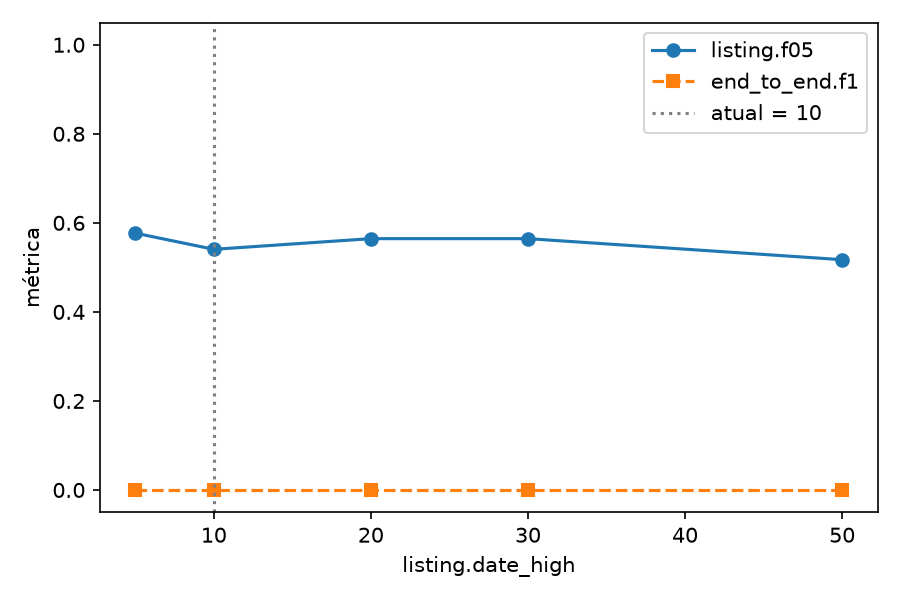 1.0
0.8
0.6
0.4
0.2
0.0
métrica
listing.f05
end_to_end.f1
atual = 10
10 20 30 40 50
listing.date_high